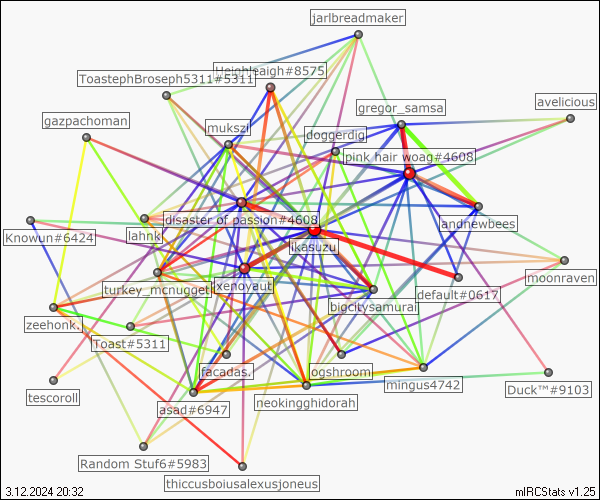 jarlbreadmaker
Heighleigh#8575
ToastephBroseph5311#5311
avelicious
gregor_samsa
gazpachoman
mukszi
doggerdig
pink hair woag#4608
disaster of passion#4608
andnewbees
Knowun#6424
lahnk
ikasuzu
moonraven
turkey_mcnugget
xenoyaut
default#0617
bigcitysamurai
zeehonk.
Toast#5311
facadas.
ogshroom
mingus4742
Duck™#9103
tescoroll
asad#6947
neokingghidorah
Random Stuf6#5983
thiccusboiusalexusjoneus
3.12.2024 20:32
mIRCStats v1.25